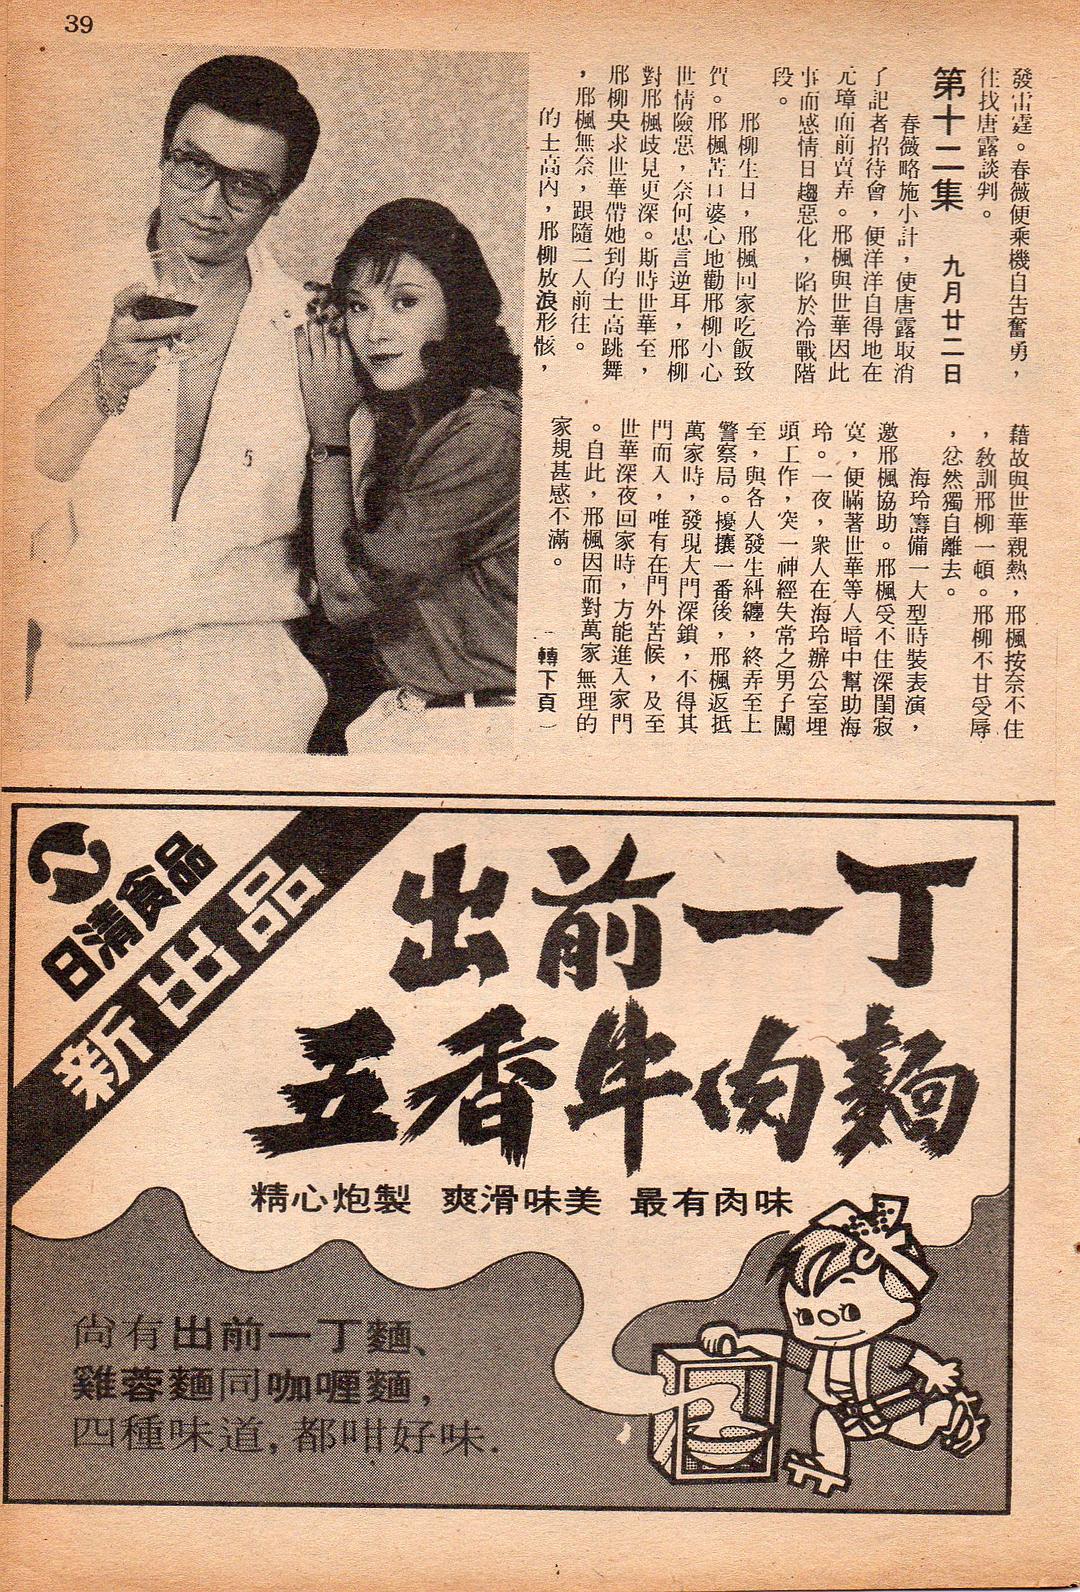 39
發雷霆。春薇便乘機自告奮勇，
往找唐露談判。
第十二集 九月廿二日
春薇略施小計，使唐露取消
了記者招待會，便洋洋自得地在
元璋面前賣弄。邢楓與世華因此
事而感情日趨惡化，陷於冷戰階
段。
邢柳生日，邢楓回家吃飯致
賀。邢楓苦口婆心地勸邢柳小心
世情險惡，奈何忠言逆耳，邢柳
對邢楓歧見更深。斯時世華至，
邢柳央求世華帶她到的士高跳舞
，邢楓無奈，跟隨二人前往。
的士高內，邢柳放浪形骸，
藉故與世華親熱，邢楓按奈不住
，教訓邢柳一頓。邢柳不甘受辱
，忿然獨自離去。
海玲籌備一大型時裝表演，
邀邢楓協助。邢楓受不住深閨寂
寞，便瞞著世華等人暗中幫助海
玲。一夜，衆人在海玲辦公室埋
頭工作，突一神經失常之男子闖
至，與各人發生糾纏，終弄至上
警察局。擾攘一番後，邢楓返抵
萬家時，發現大門深鎖，不得其
門而入，唯有在門外苦候，及至
世華深夜回家時，方能進入家門
。自此，邢楓因而對萬家無理的
家規甚感不滿。
（轉下頁）
日清食品
新出品
出前一丁
五香牛肉麵
精心炮製 爽滑味美 最有肉味
尚有出前一丁麵、
雞蓉麵同咖喱麵，
四種味道，都咁好味.